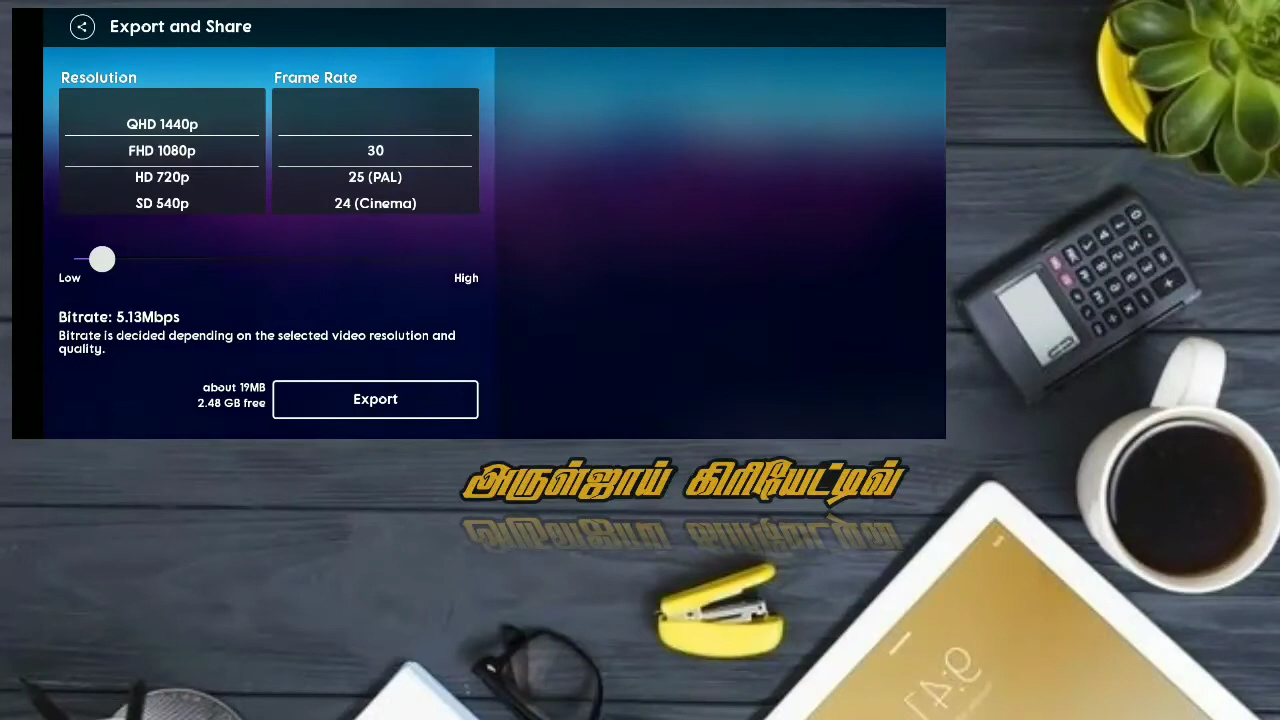 Export and Share
Resolution
Frame Rate
QHD 1440p
FHD 1080p
HD 720p
SD 540p
30
25 (PAL)
24 (Cinema)
Low
High
Bitrate: 5.13Mbps
Bitrate is decided depending on the selected video resolution and
quality.
about 19MB
2.48 GB free
Export
அருள்ஜாய் கிரியேட்டிவ்
9:41